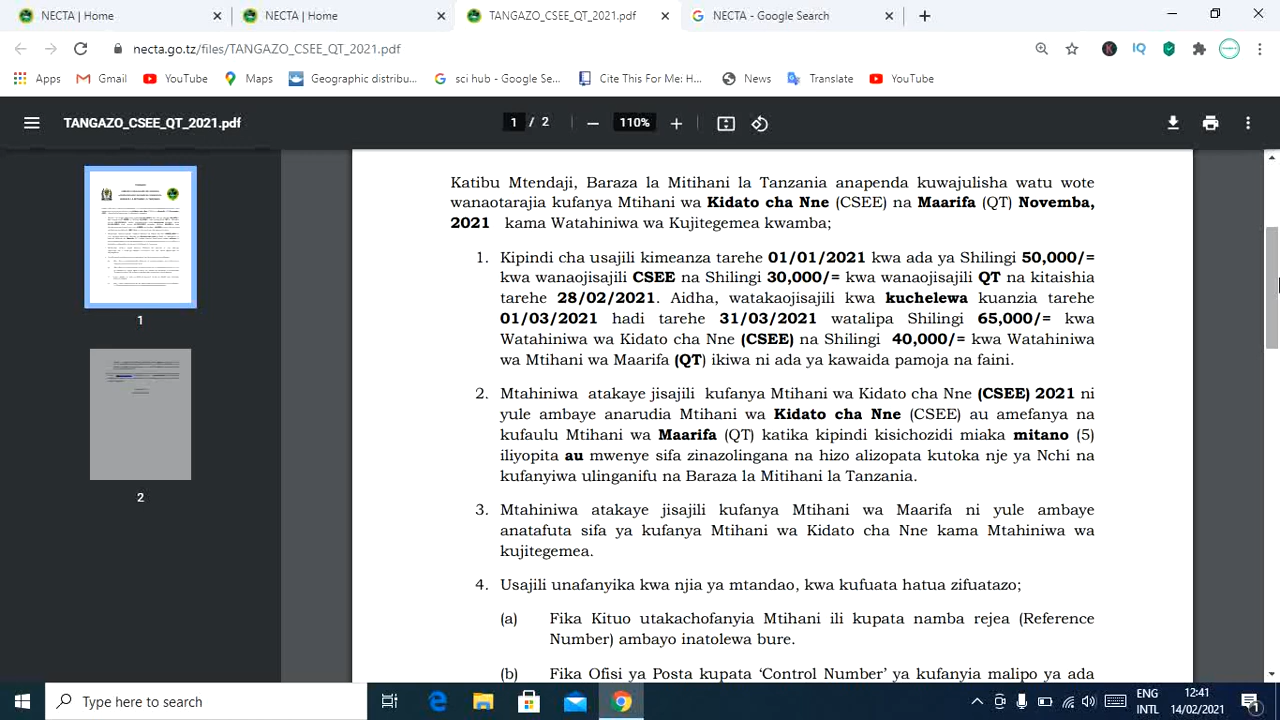 NECTA | Home
NECTA | Home
TANGAZO_CSEE_QT_2021.pdf
NECTA - Google Search
necta.go.tz/files/TANGAZO_CSEE_QT_2021.pdf
Apps
Gmail
YouTube
Maps
Geographic distribu...
sci hub - Google Se...
Cite This For Me: H...
News
Translate
YouTube
TANGAZO_CSEE_QT_2021.pdf
1 / 2
110%
Katibu Mtendaji, Baraza la Mitihani la Tanzania anapenda kuwajulisha watu wote
wanaotarajia kufanya Mtihani wa Kidato cha Nne (CSEE) na Maarifa (QT) Novemba,
2021 kama Watahiniwa wa Kujitegemea kwamba;
1. Kipindi cha usajili kimeanza tarehe 01/01/2021 kwa ada ya Shilingi 50,000/=
kwa wanaojisajili CSEE na Shilingi 30,000/= kwa wanaojisajili QT na kitaishia
tarehe 28/02/2021. Aidha, watakaojisajili kwa kuchelewa kuanzia tarehe
01/03/2021 hadi tarehe 31/03/2021 watalipa Shilingi 65,000/= kwa
Watahiniwa wa Kidato cha Nne (CSEE) na Shilingi 40,000/= kwa Watahiniwa
wa Mtihani wa Maarifa (QT) ikiwa ni ada ya kawaida pamoja na faini.
2. Mtahiniwa atakaye jisajili kufanya Mtihani wa Kidato cha Nne (CSEE) 2021 ni
yule ambaye anarudia Mtihani wa Kidato cha Nne (CSEE) au amefanya na
kufaulu Mtihani wa Maarifa (QT) katika kipindi kisichozidi miaka mitano (5)
iliyopita au mwenye sifa zinazolingana na hizo alizopata kutoka nje ya Nchi na
kufanyiwa ulinganifu na Baraza la Mitihani la Tanzania.
3. Mtahiniwa atakaye jisajili kufanya Mtihani wa Maarifa ni yule ambaye
anatafuta sifa ya kufanya Mtihani wa Kidato cha Nne kama Mtahiniwa wa
kujitegemea.
4. Usajili unafanyika kwa njia ya mtandao, kwa kufuata hatua zifuatazo;
(a) Fika Kituo utakachofanyia Mtihani ili kupata namba rejea (Reference
Number) ambayo inatolewa bure.
(b) Fika Ofisi ya Posta kupata ‘Control Number’ ya kufanyia malipo ya ada
1
2
Type here to search
ENG
INTL
12:41
14/02/2021